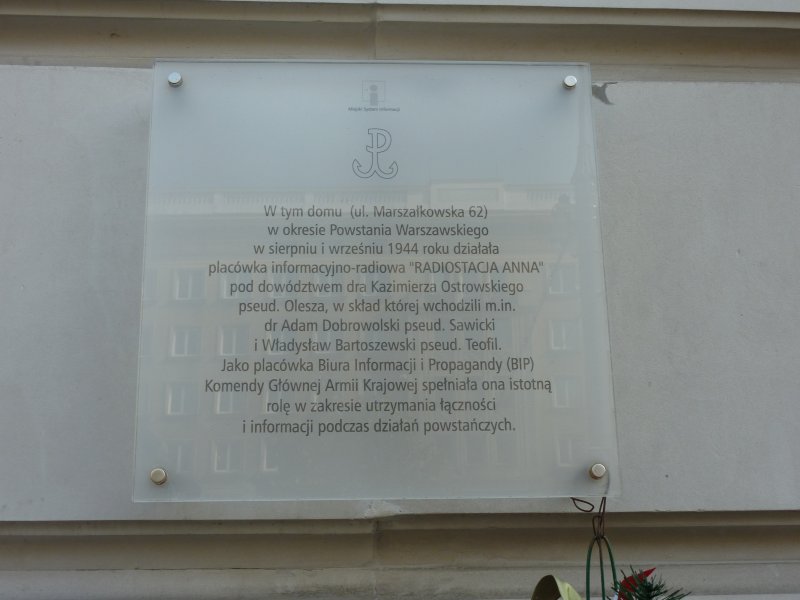 Miejski System Informacji
W tym domu (ul. Marszałkowska 62)
w okresie Powstania Warszawskiego
w sierpniu i wrześniu 1944 roku działała
placówka informacyjno-radiowa "RADIOSTACJA ANNA"
pod dowództwem dra Kazimierza Ostrowskiego
pseud. Olesza, w skład której wchodzili m.in.
dr Adam Dobrowolski pseud. Sawicki
i Władysław Bartoszewski pseud. Teofil.
Jako placówka Biura Informacji i Propagandy (BIP)
Komendy Głównej Armii Krajowej spełniała ona istotną
rolę w zakresie utrzymania łączności
i informacji podczas działań powstańczych.